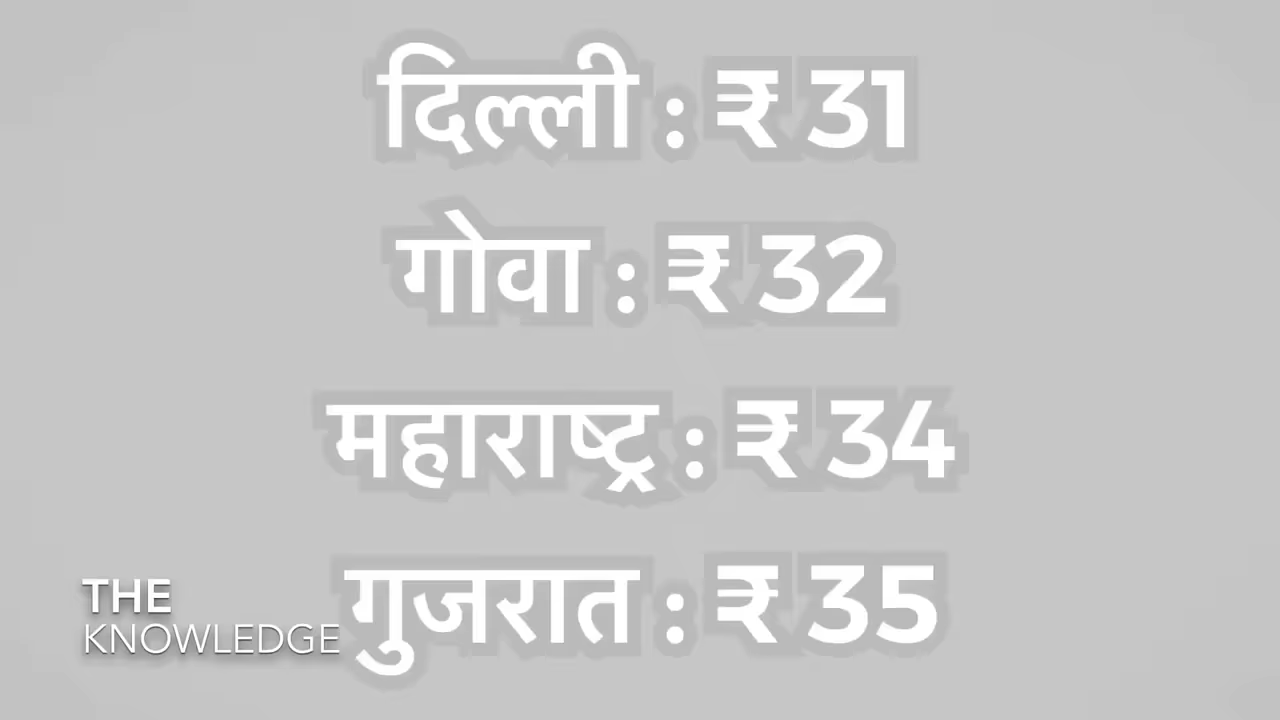 दिल्ली : ₹ 31
गोवा : ₹ 32
महाराष्ट्र : ₹ 34
गुजरात : ₹ 35
THE
KNOWLEDGE